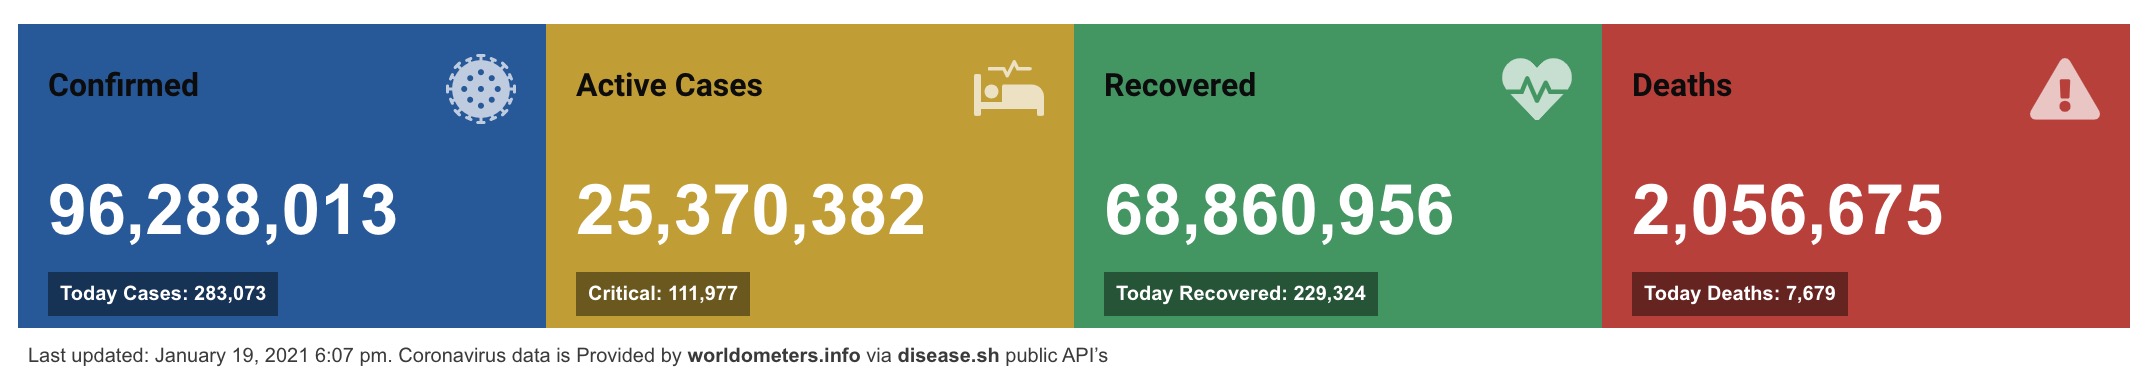 Confirmed
96,288,013
Today Cases: 283,073
Active Cases
25,370,382
Critical: 111,977
Recovered
68,860,956
Today Recovered: 229,324
Deaths
2,056,675
Today Deaths: 7,679
Last updated: January 19, 2021 6:07 pm. Coronavirus data is Provided by worldometers.info via disease.sh public API’s